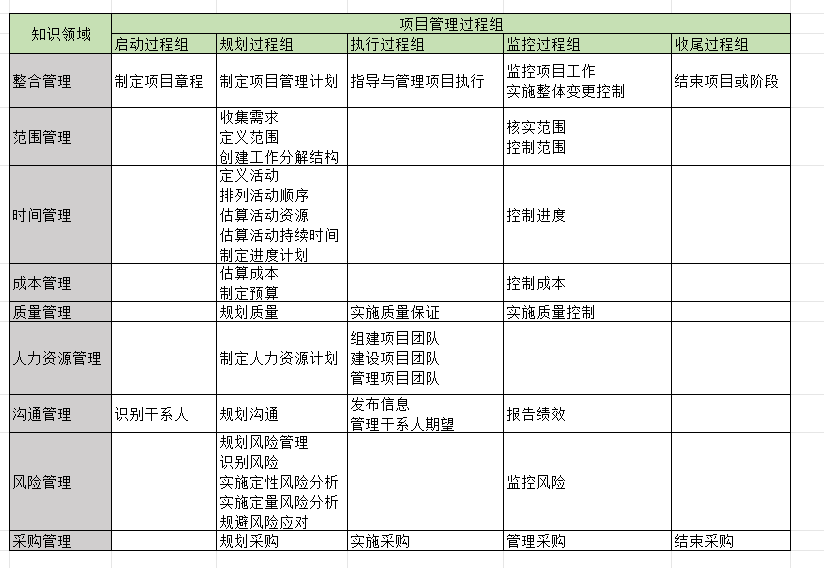 知识领域
项目管理过程组
启动过程组 规划过程组 执行过程组 监控过程组 收尾过程组
整合管理 制定项目章程 制定项目管理计划 指导与管理项目执行 监控项目工作 结束项目或阶段
实施整体变更控制
范围管理
收集需求
定义范围
创建工作分解结构
核实范围
控制范围
时间管理
定义活动
排列活动顺序
估算活动资源
估算活动持续时间
制定进度计划
控制进度
成本管理
估算成本
制定预算
控制成本
质量管理 规划质量 实施质量保证 实施质量控制
人力资源管理 制定人力资源计划
组建项目团队
建设项目团队
管理项目团队
沟通管理 识别干系人 规划沟通
发布信息
管理干系人期望
报告绩效
风险管理
规划风险管理
识别风险
实施定性风险分析
实施定量风险分析
规避风险应对
监控风险
采购管理 规划采购 实施采购 管理采购 结束采购